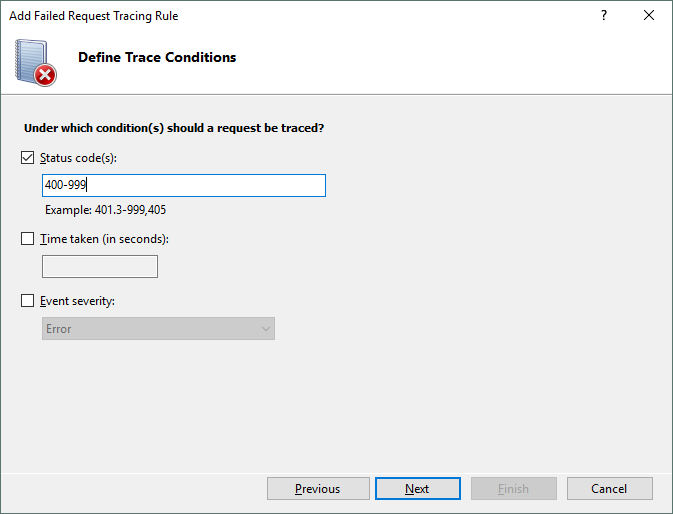 Add Failed Request Tracing Rule
Define Trace Conditions
Under which condition(s) should a request be traced?
Status code(s):
400-999
Example: 401.3-999,405
Time taken (in seconds):
Event severity:
Error
Previous Next Finish Cancel